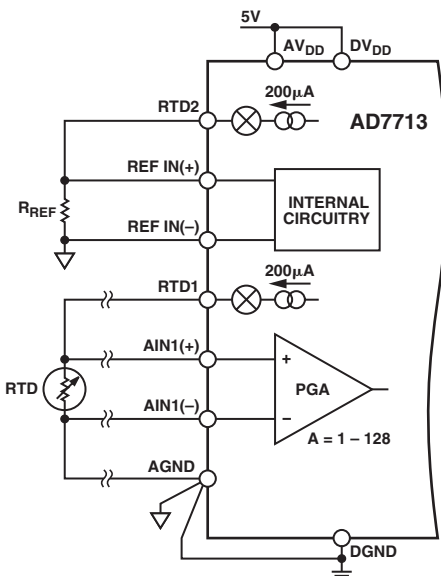 5V
AVDD
DVDD
200µA
RTD2
AD7713
REF IN(+)
RREF
INTERNAL
CIRCUITRY
REF IN(–)
200µA
RTD1
AIN1(+)
+
RTD
PGA
AIN1(–)
–
A = 1 – 128
AGND
DGND